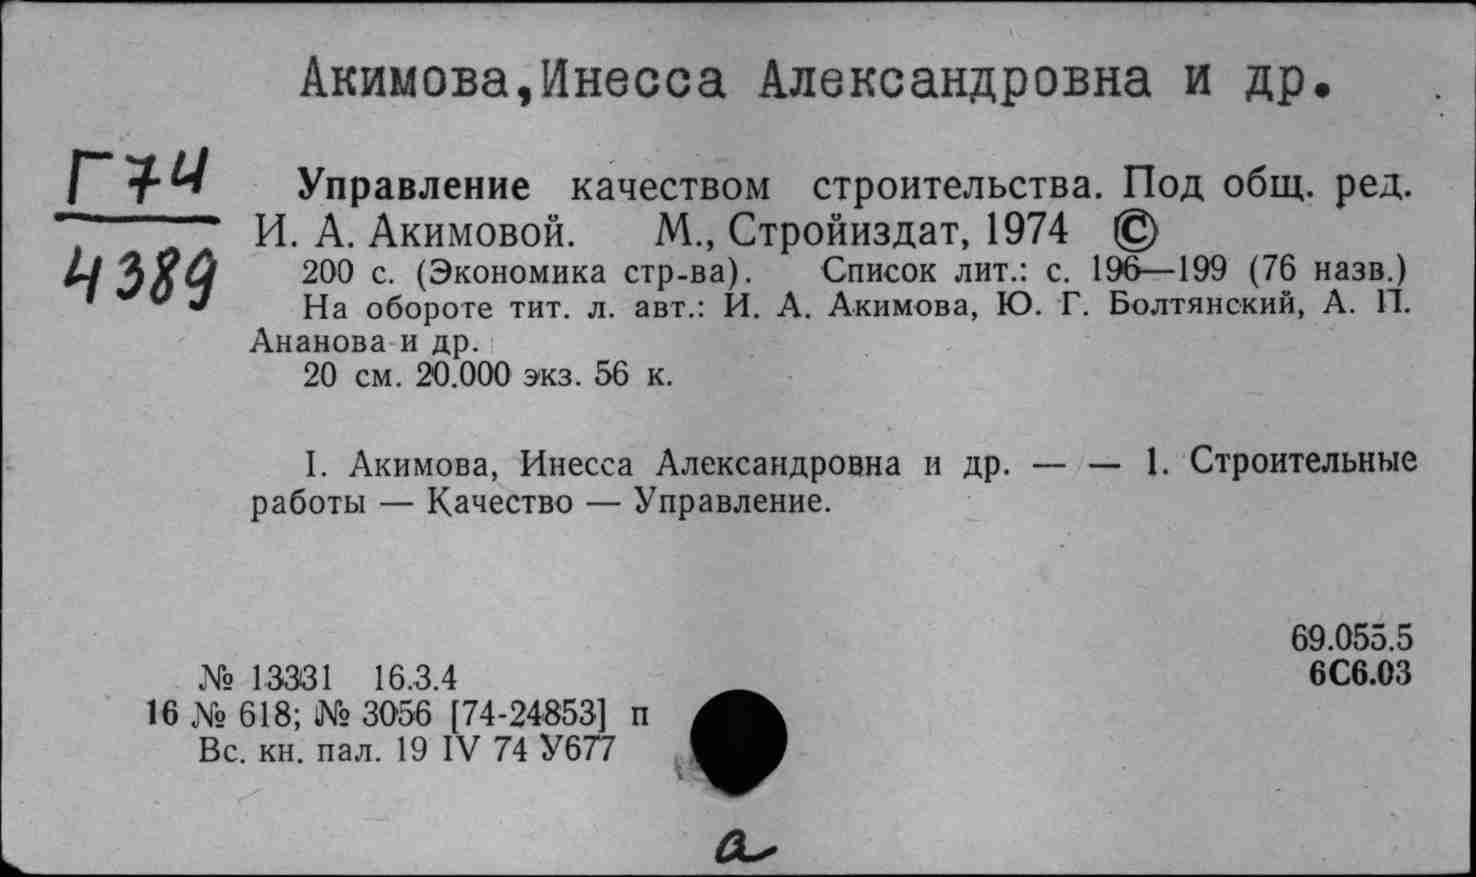 Акимова,Инесса Александровна и др.
Г74
4389
Управление качеством строительства. Под общ. ред.
И. А. Акимовой. М., Стройиздат, 1974 ©
200 с. (Экономика стр-ва). Список лит.: с. 196—199 (76 назв.)
На обороте тит. л. авт.: И. А. Акимова, Ю. Г. Болтянский, А. П.
Ананова и др.
20 см. 20.000 экз. 56 к.
I. Акимова, Инесса Александровна и др. — — 1. Строительные
работы — Качество — Управление.
69.055.5
6С6.03
№ 13331 16.3.4
16 № 618; № 3056 [74-24853] п
Вс. кн. пал. 19 IV 74 У677
а